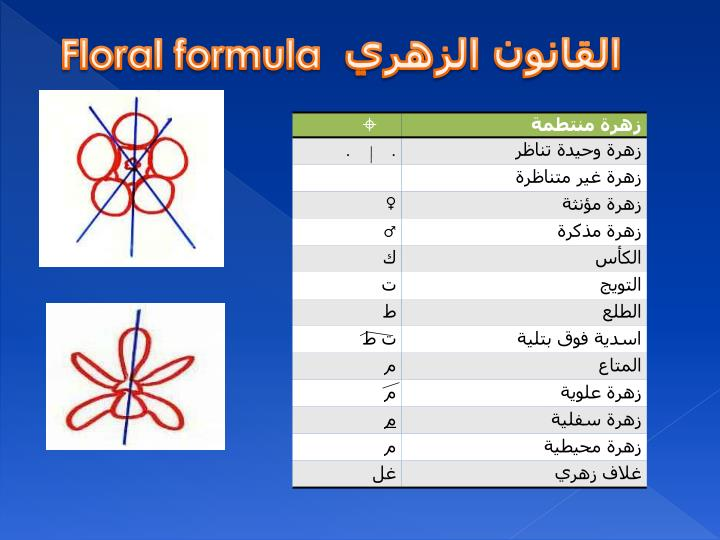 Floral formula القانون الزهري
زهرة منتطمة ⌖
زهرة وحيدة تناظر . | .
زهرة غير متناظرة
زهرة مؤنثة ♀
زهرة مذكرة ♂
الكأس ك
التويج ت
الطلع ط
اسدية فوق بتلية ت ط
المتاع م
زهرة علوية م
زهرة سفلية م
زهرة محيطية م
غلاف زهري غل